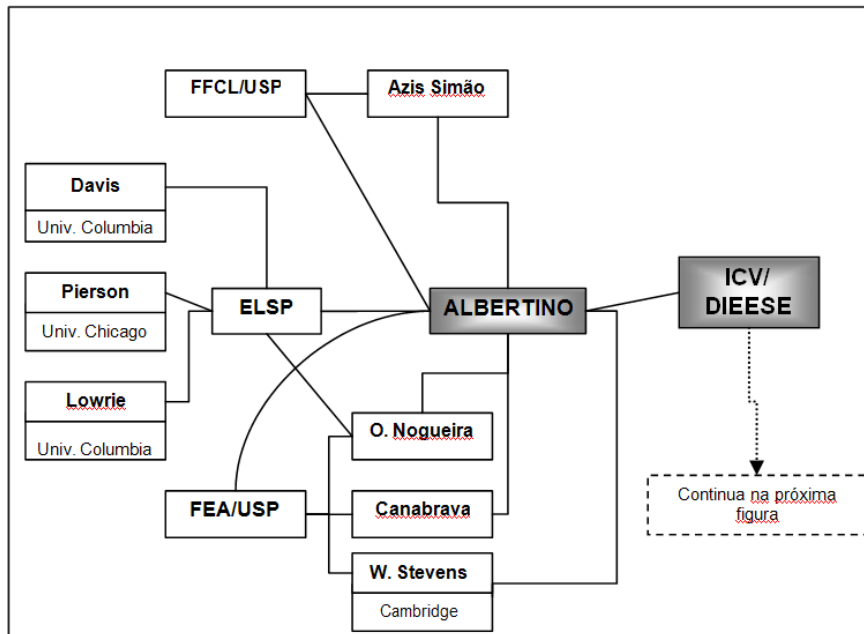 FFCL/USP
Azis Simão
Davis
Univ. Columbia
Pierson
Univ. Chicago
ELSP
ALBERTINO
ICV/
DIEESE
Lowrie
Univ. Columbia
O. Nogueira
FEA/USP
Canabrava
W. Stevens
Cambridge
Continua na próxima
figura